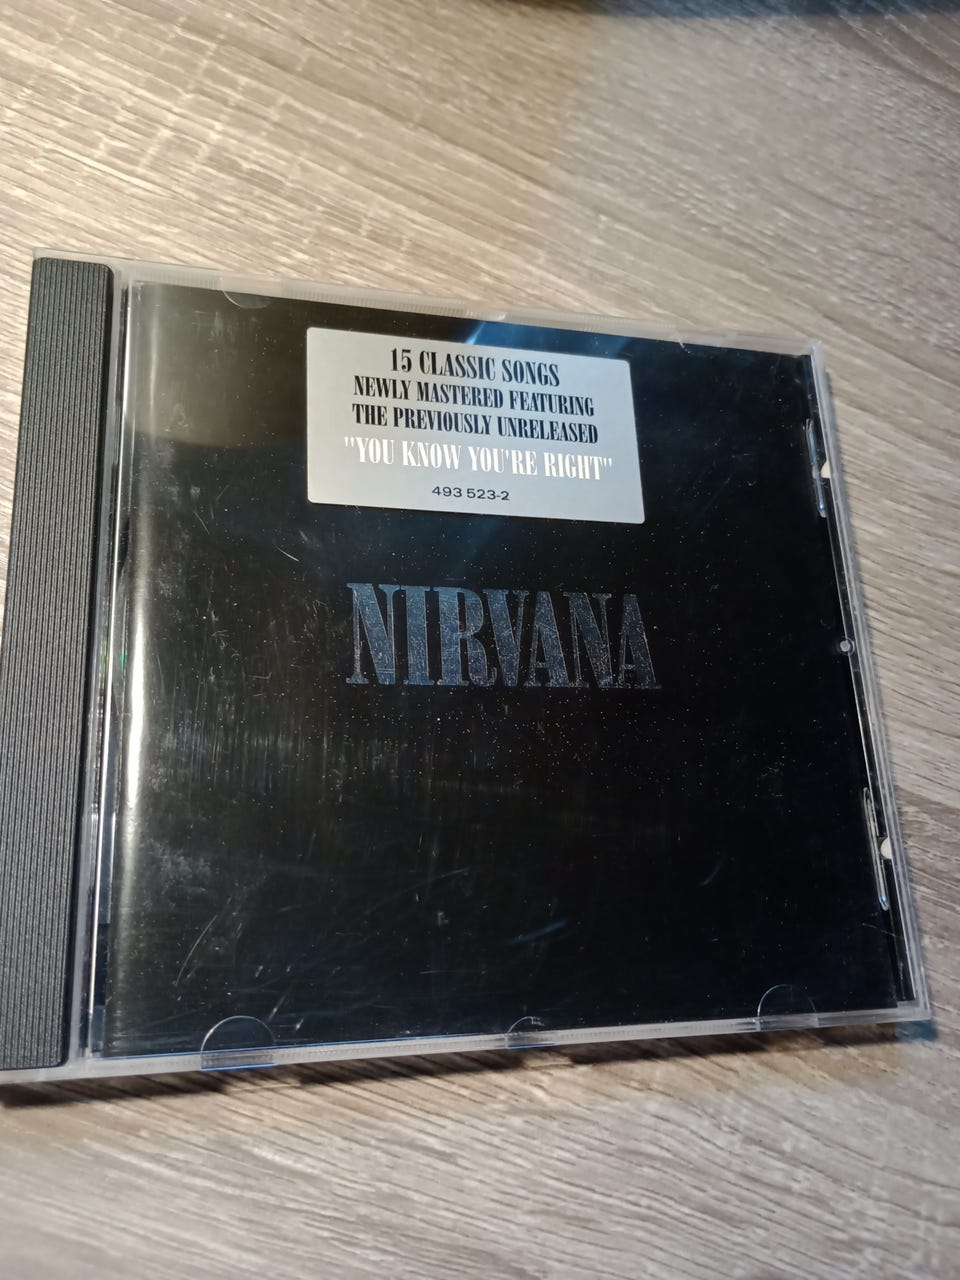 15 CLASSIC SONGS
NEWLY MASTERED FEATURING
THE PREVIOUSLY UNRELEASED
"YOU KNOW YOU'RE RIGHT"
493 523-2
NIRVANA